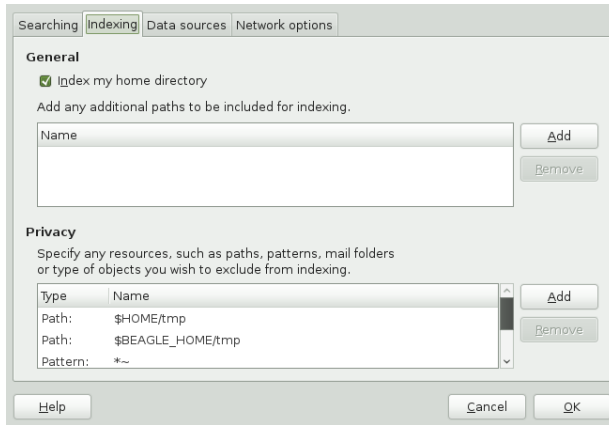 Searching Indexing Data sources Network options
General
Index my home directory
Add any additional paths to be included for indexing.
Name
Add
Remove
Privacy
Specify any resources, such as paths, patterns, mail folders
or type of objects you wish to exclude from indexing.
Type Name
Path: $HOME/tmp
Path: $BEAGLE_HOME/tmp
Pattern: *~
Add
Remove
Help Cancel OK